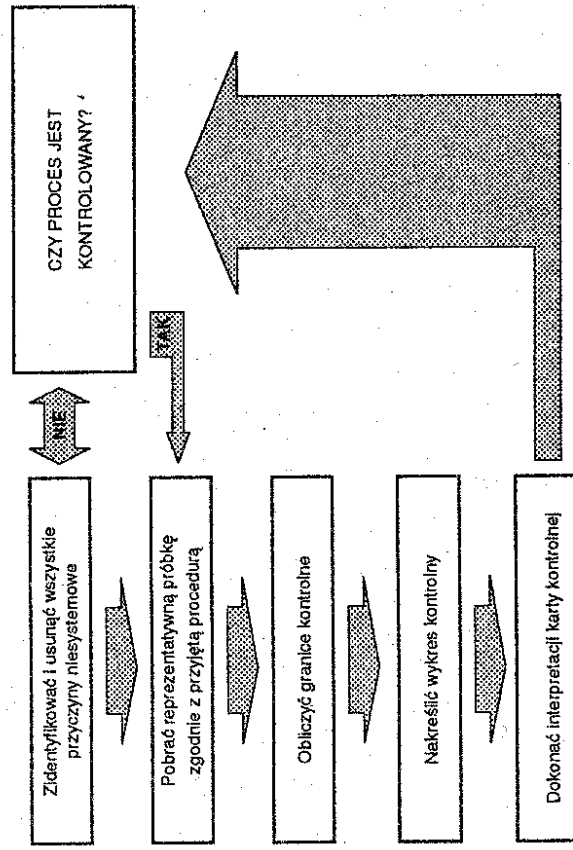 CZY PROCES JEST
KONTROLOWANY?
NIE
TAK
Zidentyfikować i usunąć wszystkie
przyczyny niesystemowe
Pobrać reprezentatywną próbkę
zgodnie z przyjętą procedurą
Obliczyć granice kontrolne
Nakreślić wykres kontrolny
Dokonać interpretacji karty kontrolnej